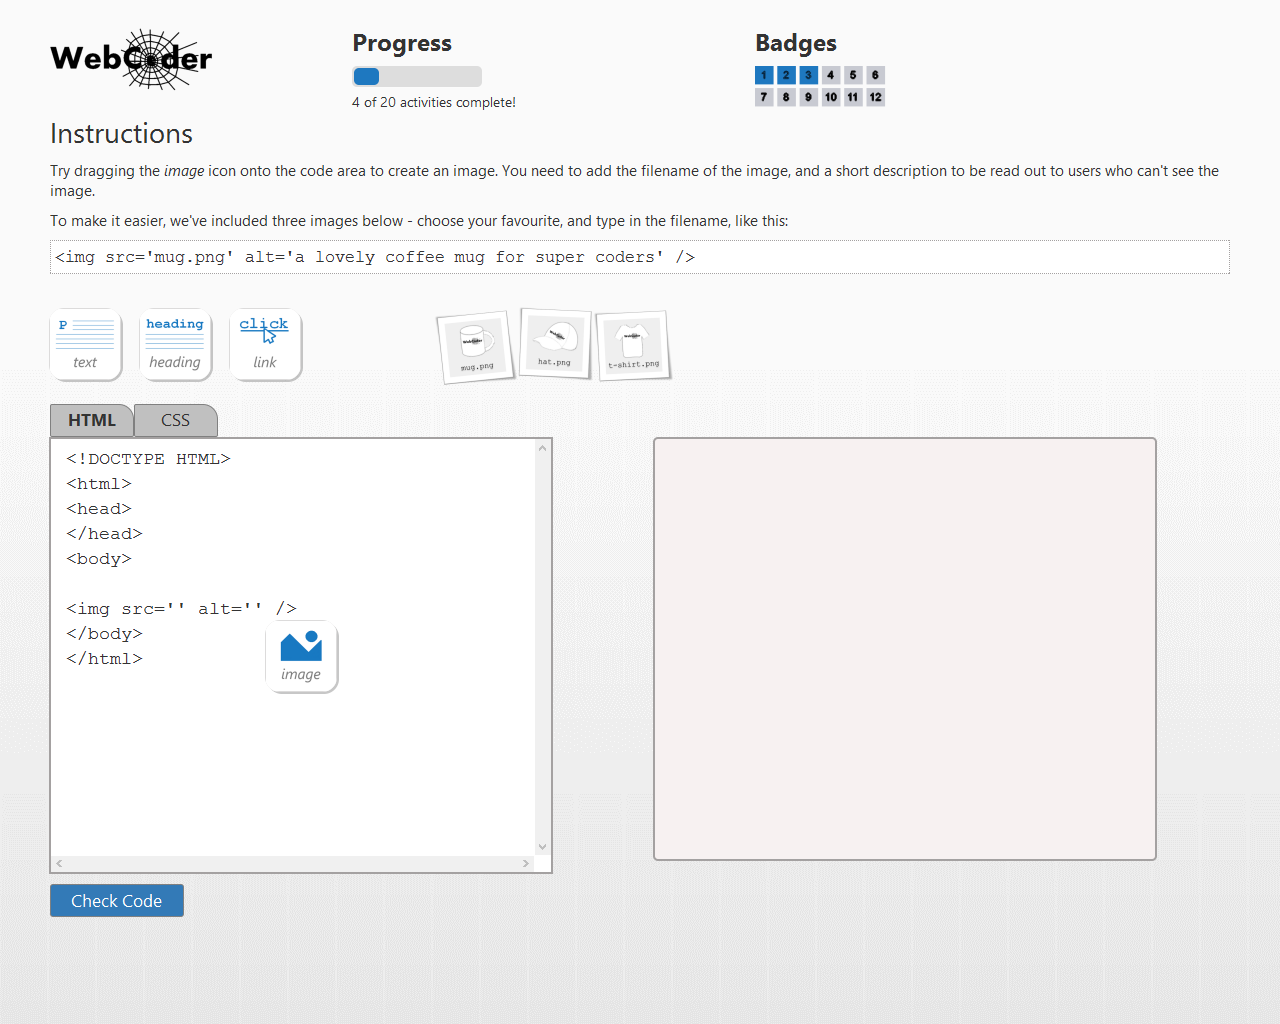 WebCoder
Progress
4 of 20 activities complete!
Badges
1 2 3 4 5 6
7 8 9 10 11 12
Instructions
Try dragging the image icon onto the code area to create an image. You need to add the filename of the image, and a short description to be read out to users who can't see the
image.
To make it easier, we've included three images below - choose your favourite, and type in the filename, like this:
<img src='mug.png' alt='a lovely coffee mug for super coders' />
P
text
heading
heading
click
link
mug.png
hat.png
t-shirt.png
HTML
CSS
<!DOCTYPE HTML>
<html>
<head>
</head>
<body>
<img src='' alt='' />
</body>
</html>
image
Check Code